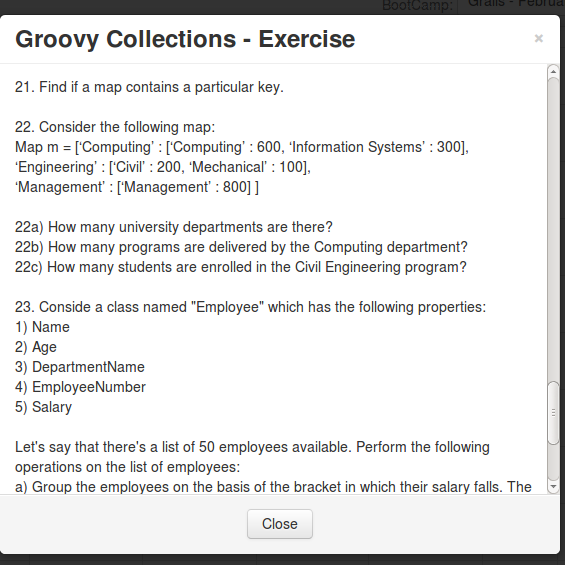 BootCamp: Grails - Februa
Groovy Collections - Exercise
×
21. Find if a map contains a particular key.
22. Consider the following map:
Map m = [‘Computing’ : [‘Computing’ : 600, ‘Information Systems’ : 300],
‘Engineering’ : [‘Civil’ : 200, ‘Mechanical’ : 100],
‘Management’ : [‘Management’ : 800] ]
22a) How many university departments are there?
22b) How many programs are delivered by the Computing department?
22c) How many students are enrolled in the Civil Engineering program?
23. Conside a class named "Employee" which has the following properties:
1) Name
2) Age
3) DepartmentName
4) EmployeeNumber
5) Salary
Let's say that there's a list of 50 employees available. Perform the following
operations on the list of employees:
a) Group the employees on the basis of the bracket in which their salary falls. The
Close